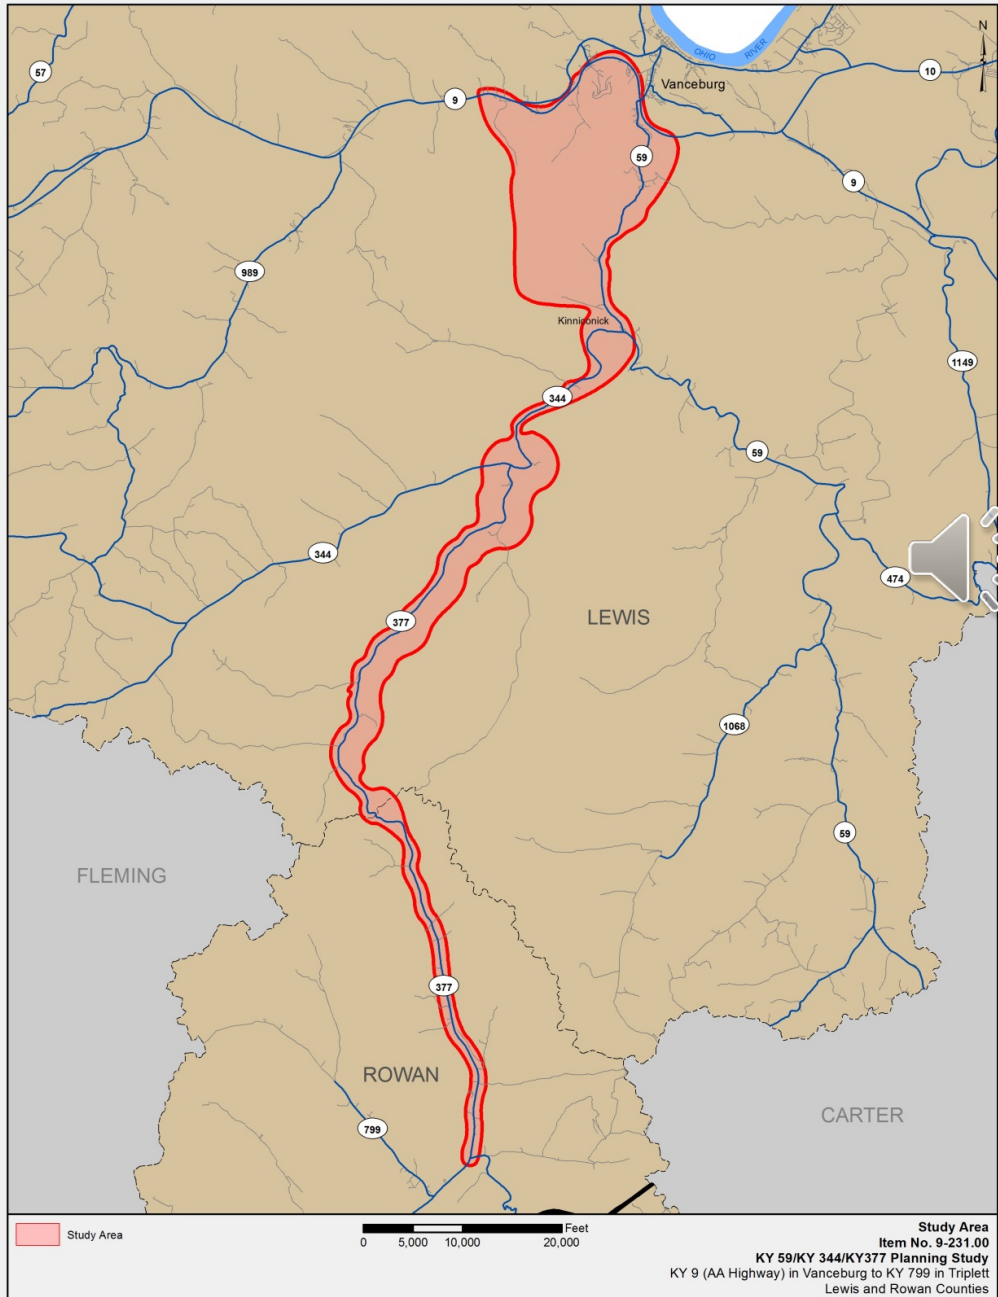 N
57
OHIO
RIVER
10
Vanceburg
9
59
9
989
Kinniconick
1149
344
59
344
474
377
LEWIS
1068
59
FLEMING
377
ROWAN
CARTER
799
Study Area
Feet
0 5,000 10,000 20,000
Study Area
Item No. 9-231.00
KY 59/KY 344/KY377 Planning Study
KY 9 (AA Highway) in Vanceburg to KY 799 in Triplett
Lewis and Rowan Counties